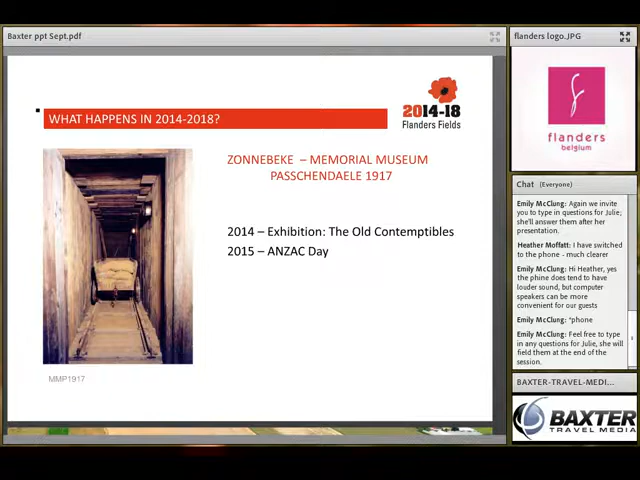 Baxter ppt Sept.pdf
WHAT HAPPENS IN 2014-2018?
2014-18
Flanders Fields
ZONNEBEKE – MEMORIAL MUSEUM
PASSCHENDAELE 1917
2014 – Exhibition: The Old Contemptibles
2015 – ANZAC Day
MMP1917
flanders logo.JPG
flanders
belgium
Chat (Everyone)
Emily McClung: Again we invite
you to type in questions for Julie;
she'll answer them after her
presentation.
Heather Moffatt: I have switched
to the phone - much clearer
Emily McClung: Hi Heather, yes
the phine does tend to have
louder sound, but computer
speakers can be more
convenient for our guests
Emily McClung: *phone
Emily McClung: Feel free to type
in any questions for Julie, she will
field them at the end of the
session.
BAXTER-TRAVEL-MEDI...
BAXTER
TRAVEL MEDIA